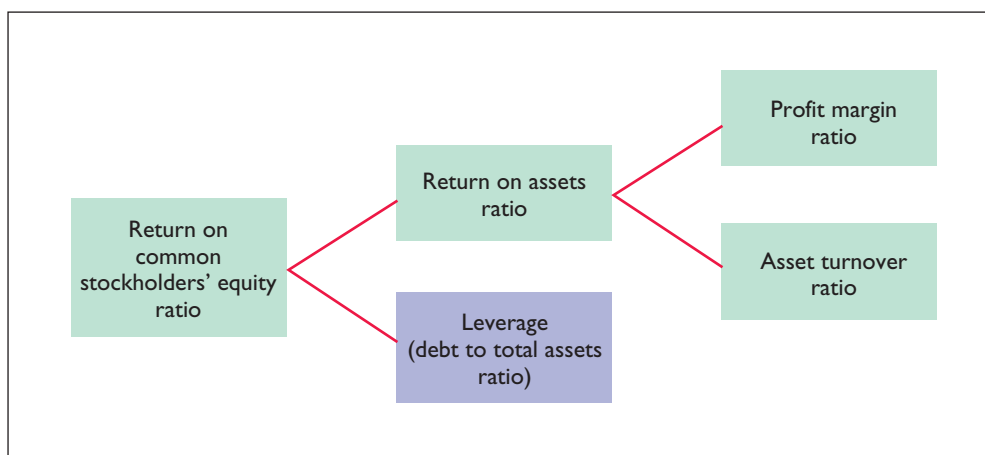 Return on
common
stockholders' equity
ratio
Return on assets
ratio
Leverage
(debt to total assets
ratio)
Profit margin
ratio
Asset turnover
ratio